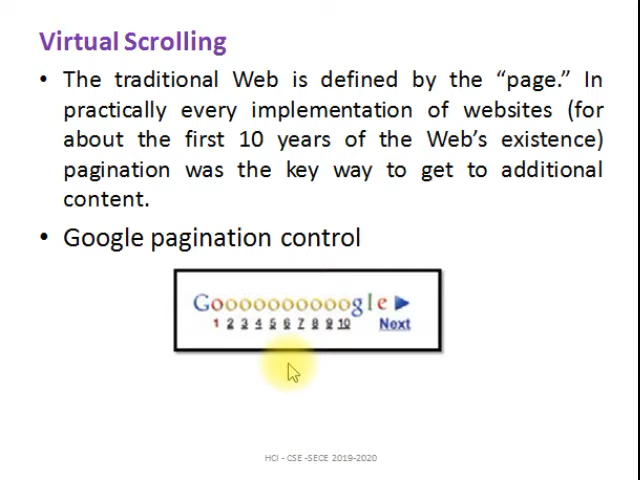 Virtual Scrolling
• The traditional Web is defined by the “page.” In
practically every implementation of websites (for
about the first 10 years of the Web’s existence)
pagination was the key way to get to additional
content.
• Google pagination control
Goooooooooogle
1 2 3 4 5 6 7 8 9 10 Next
HCI - CSE -SECE 2019-2020